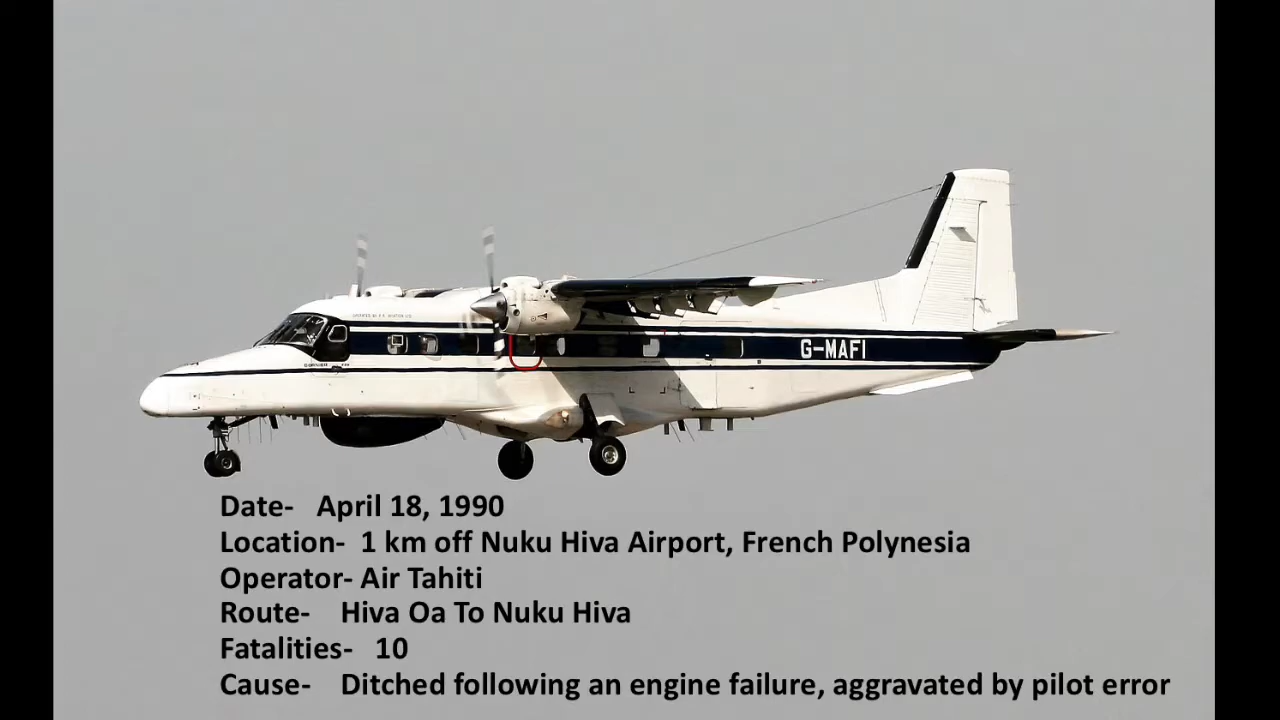 G-MAFI
Date- April 18, 1990
Location- 1 km off Nuku Hiva Airport, French Polynesia
Operator- Air Tahiti
Route- Hiva Oa To Nuku Hiva
Fatalities- 10
Cause- Ditched following an engine failure, aggravated by pilot error